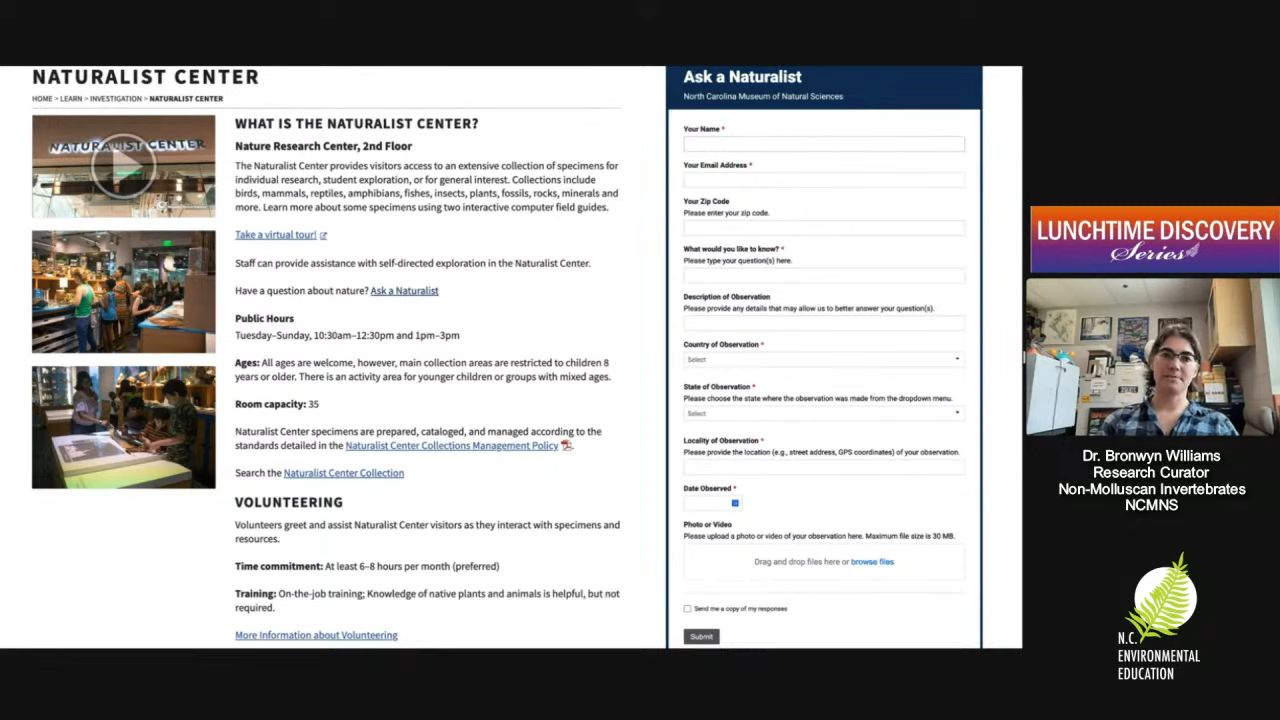 NATURALIST CENTER
HOME > LEARN > INVESTIGATION > NATURALIST CENTER
NATURALIST CENTER
WHAT IS THE NATURALIST CENTER?
Nature Research Center, 2nd Floor
The Naturalist Center provides visitors access to an extensive collection of specimens for
individual research, student exploration, or for general interest. Collections include
birds, mammals, reptiles, amphibians, fishes, insects, plants, fossils, rocks, minerals and
more. Learn more about some specimens using two interactive computer field guides.
Take a virtual tour!
Staff can provide assistance with self-directed exploration in the Naturalist Center.
Have a question about nature? Ask a Naturalist
Public Hours
Tuesday–Sunday, 10:30am–12:30pm and 1pm–3pm
Ages: All ages are welcome, however, main collection areas are restricted to children 8
years or older. There is an activity area for younger children or groups with mixed ages.
Room capacity: 35
Naturalist Center specimens are prepared, cataloged, and managed according to the
standards detailed in the Naturalist Center Collections Management Policy.
Search the Naturalist Center Collection
VOLUNTEERING
Volunteers greet and assist Naturalist Center visitors as they interact with specimens and
resources.
Time commitment: At least 6–8 hours per month (preferred)
Training: On-the-job training; Knowledge of native plants and animals is helpful, but not
required.
More Information about Volunteering
Ask a Naturalist
North Carolina Museum of Natural Sciences
Your Name *
Your Email Address *
Your Zip Code
Please enter your zip code.
What would you like to know? *
Please type your question(s) here.
Description of Observation
Please provide any details that may allow us to better answer your question(s).
Country of Observation *
Select
State of Observation *
Please choose the state where the observation was made from the dropdown menu.
Select
Locality of Observation *
Please provide the location (e.g., street address, GPS coordinates) of your observation.
Date Observed *
Photo or Video
Please upload a photo or video of your observation here. Maximum file size is 30 MB.
Drag and drop files here or browse files
Send me a copy of my responses
Submit
LUNCHTIME DISCOVERY
Series
Dr. Bronwyn Williams
Research Curator
Non-Molluscan Invertebrates
NCMNS
N.C.
ENVIRONMENTAL
EDUCATION